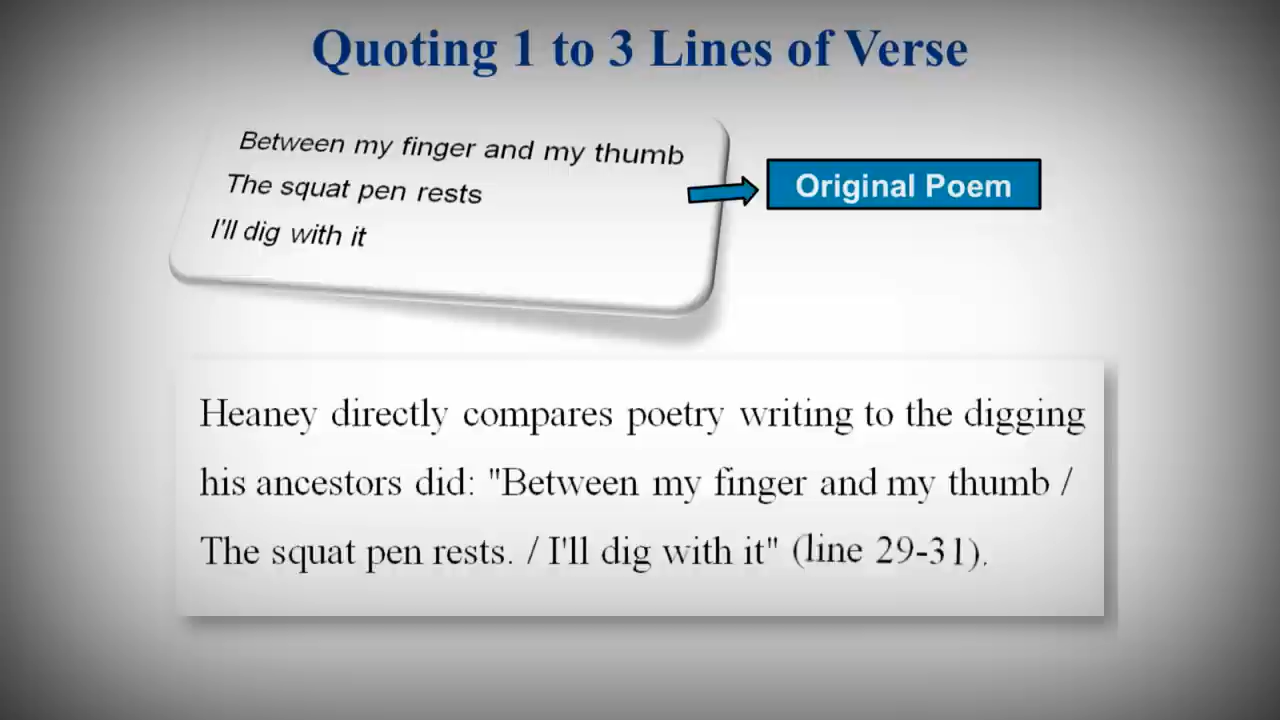 Quoting 1 to 3 Lines of Verse
Between my finger and my thumb
The squat pen rests
I'll dig with it
Original Poem
Heaney directly compares poetry writing to the digging
his ancestors did: "Between my finger and my thumb /
The squat pen rests. / I'll dig with it" (line 29-31).